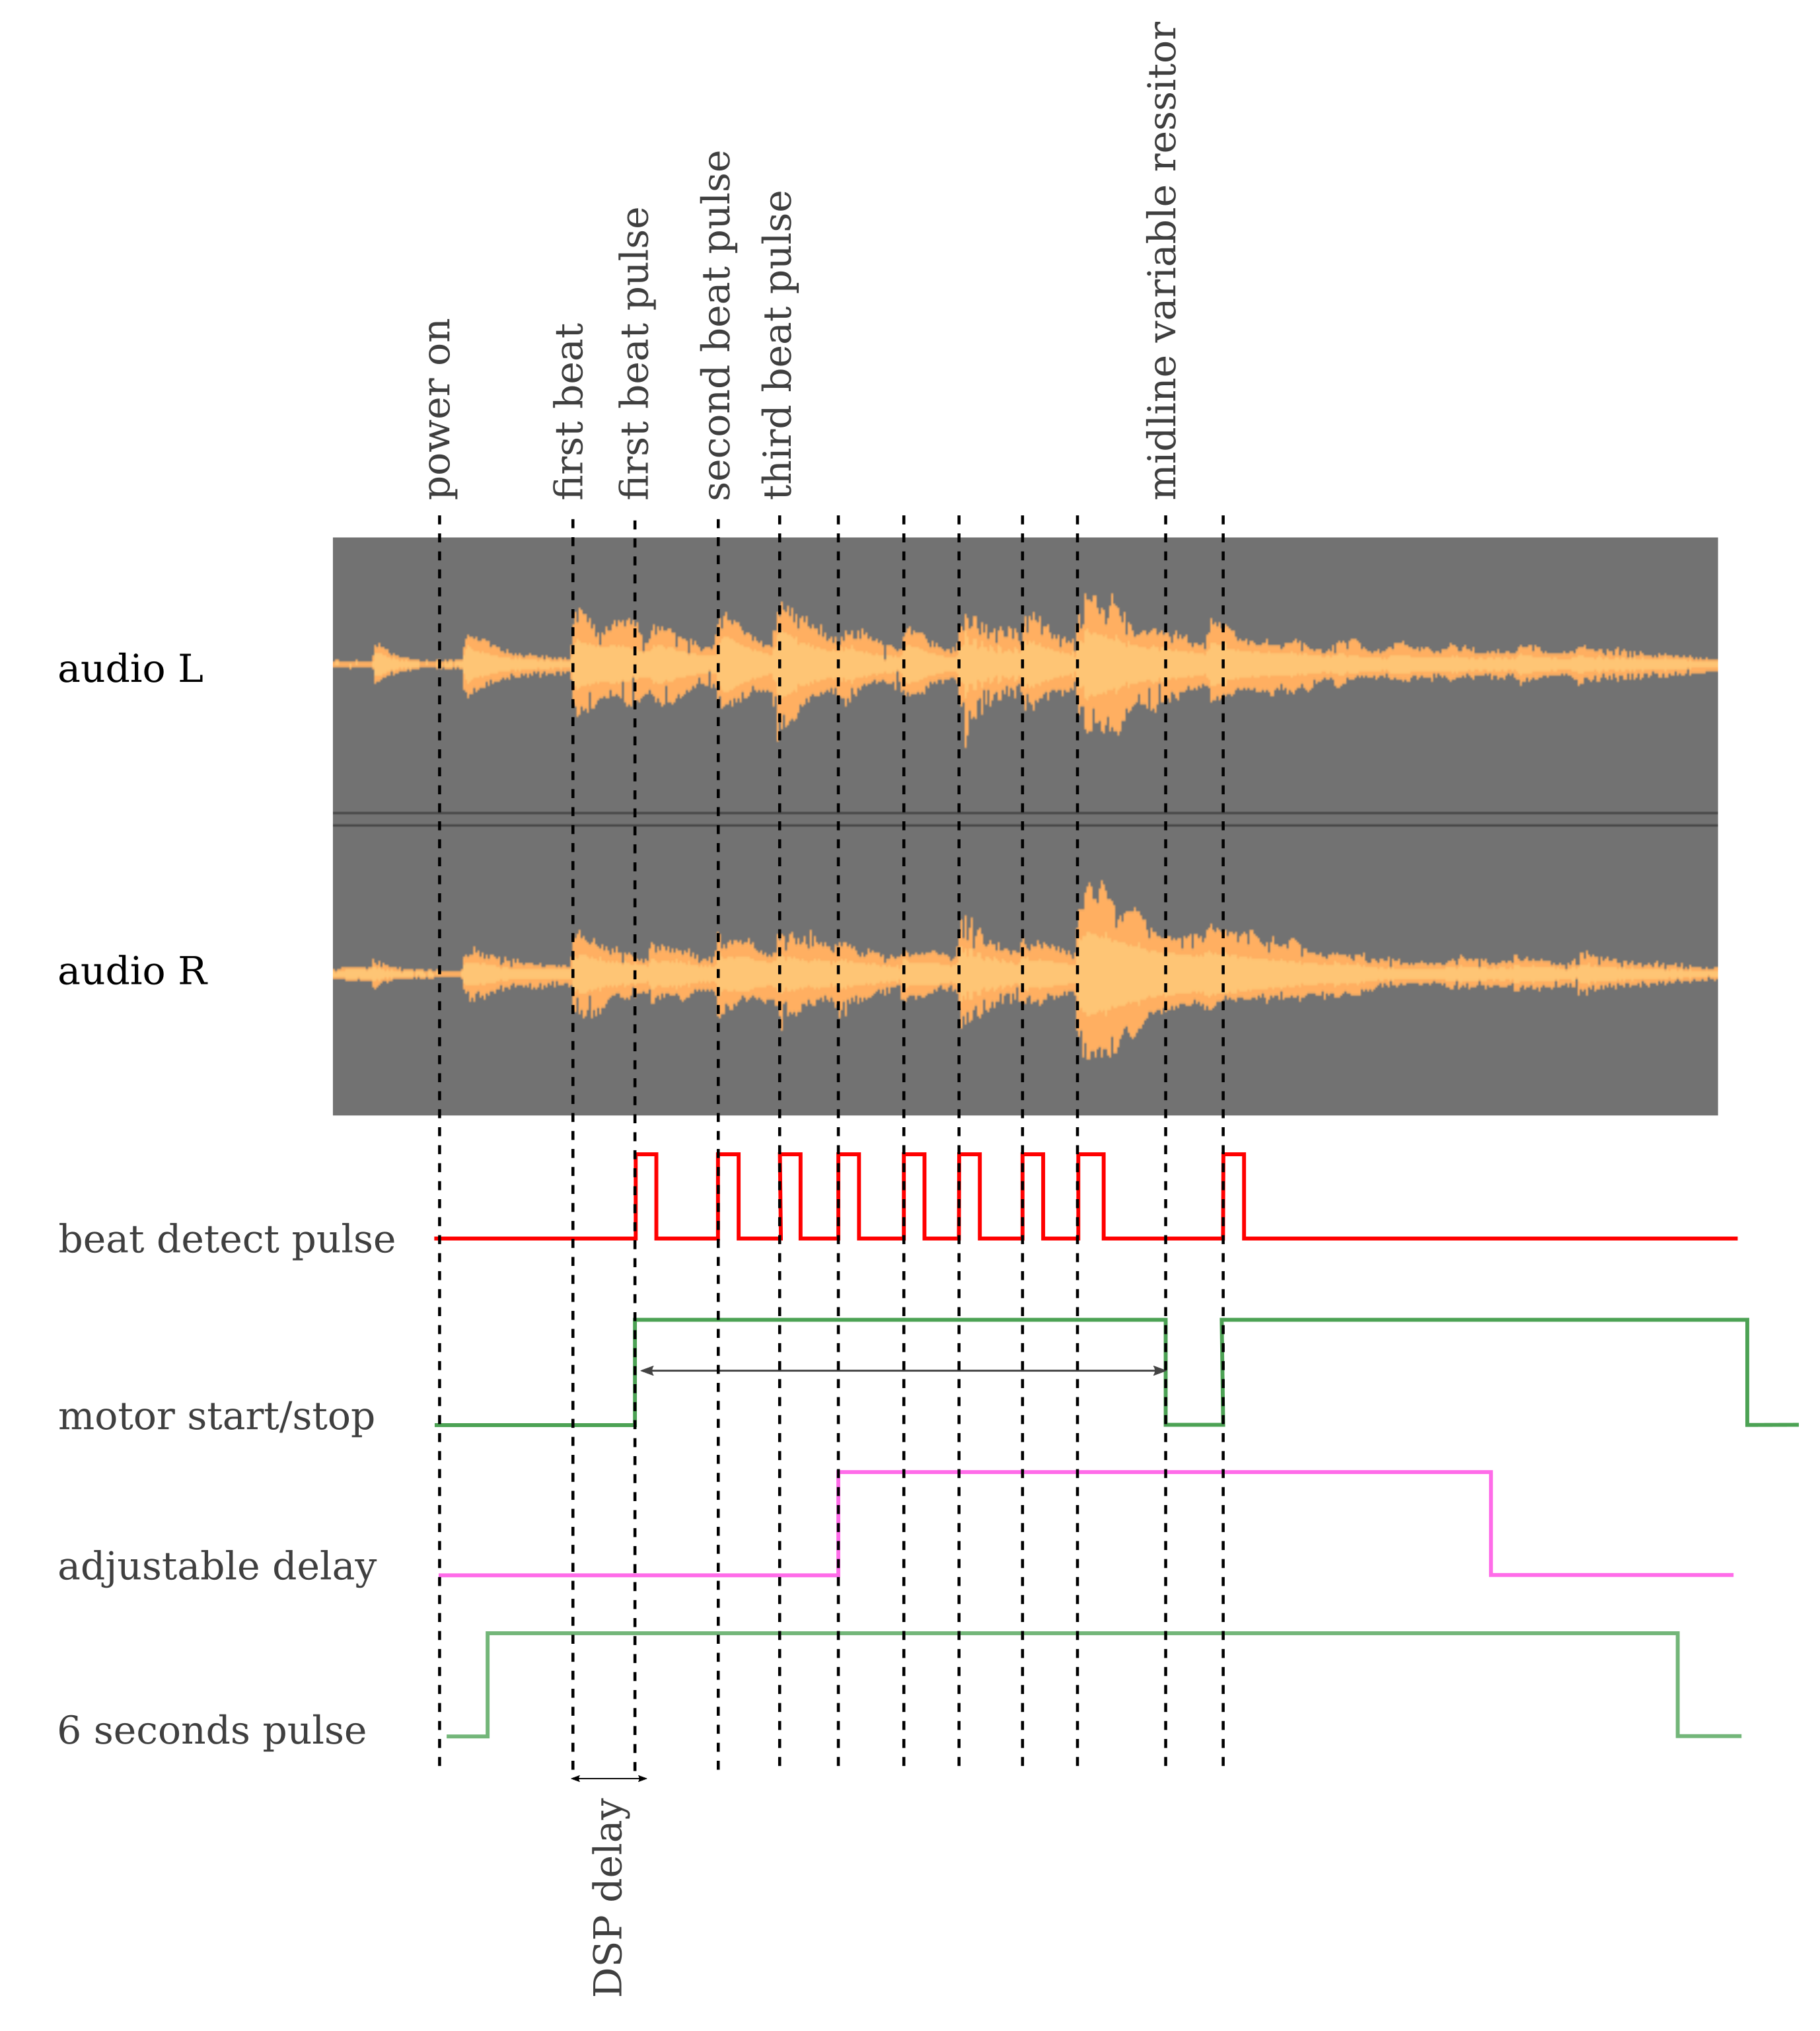 power on
first beat
first beat pulse
second beat pulse
third beat pulse
midline variable ressitor
audio L
audio R
beat detect pulse
motor start/stop
adjustable delay
6 seconds pulse
DSP delay